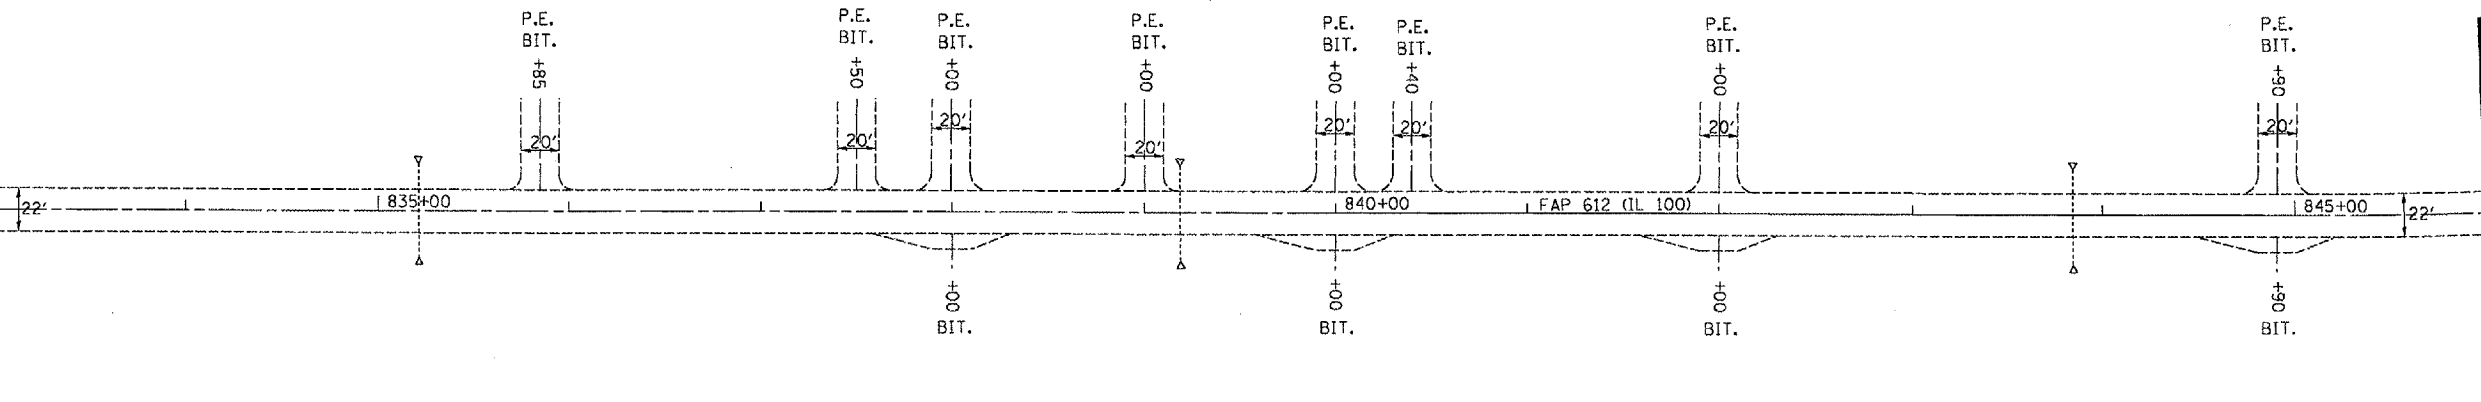 P.E.
BIT.
+85
20'
P.E.
BIT.
+50
20'
P.E.
BIT.
+00
20'
P.E.
BIT.
+00
20'
P.E.
BIT.
+00
20'
P.E.
BIT.
+40
20'
P.E.
BIT.
+00
20'
P.E.
BIT.
+90
20'
22'
835+00
840+00
FAP 612 (IL 100)
845+00
22'
+00
BIT.
+00
BIT.
+00
BIT.
+90
BIT.